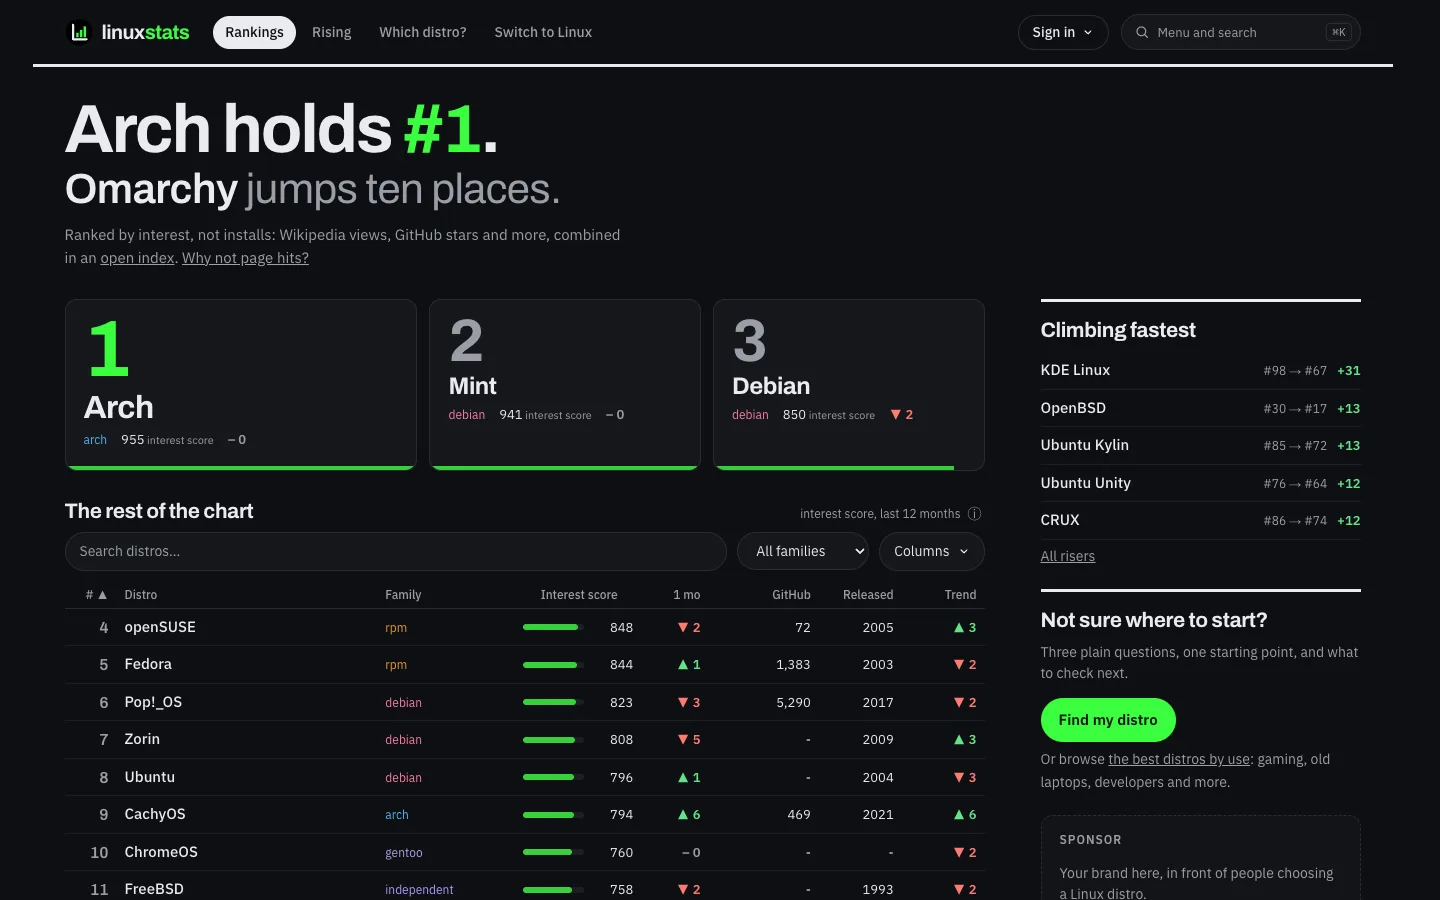 linuxstats Rankings Rising Which distro? Switch to Linux Sign in Menu and search ⌘K
Arch holds #1.
Omarchy jumps ten places.
Ranked by interest, not installs: Wikipedia views, GitHub stars and more, combined
in an open index. Why not page hits?
1
Arch
arch 955 interest score – 0
2
Mint
debian 941 interest score – 0
3
Debian
debian 850 interest score ▼ 2
The rest of the chart
interest score, last 12 months ⓘ
Search distros... All families Columns
# ▲ Distro Family Interest score 1 mo GitHub Released Trend
4 openSUSE rpm 848 ▼ 2 72 2005 ▲ 3
5 Fedora rpm 844 ▲ 1 1,383 2003 ▼ 2
6 Pop!_OS debian 823 ▼ 3 5,290 2017 ▼ 2
7 Zorin debian 808 ▼ 5 - 2009 ▲ 3
8 Ubuntu debian 796 ▲ 1 - 2004 ▼ 3
9 CachyOS arch 794 ▲ 6 469 2021 ▲ 6
10 ChromeOS gentoo 760 – 0 - - ▼ 2
11 FreeBSD independent 758 ▼ 2 - 1993 ▼ 2
Climbing fastest
KDE Linux #98 → #67 +31
OpenBSD #30 → #17 +13
Ubuntu Kylin #85 → #72 +13
Ubuntu Unity #76 → #64 +12
CRUX #86 → #74 +12
All risers
Not sure where to start?
Three plain questions, one starting point, and what
to check next.
Find my distro
Or browse the best distros by use: gaming, old
laptops, developers and more.
SPONSOR
Your brand here, in front of people choosing
a Linux distro.